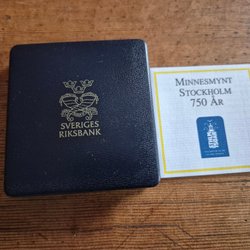 SVERIGES
RIKSBANK
MINNESMYNT
STOCKHOLM
750 ÅR